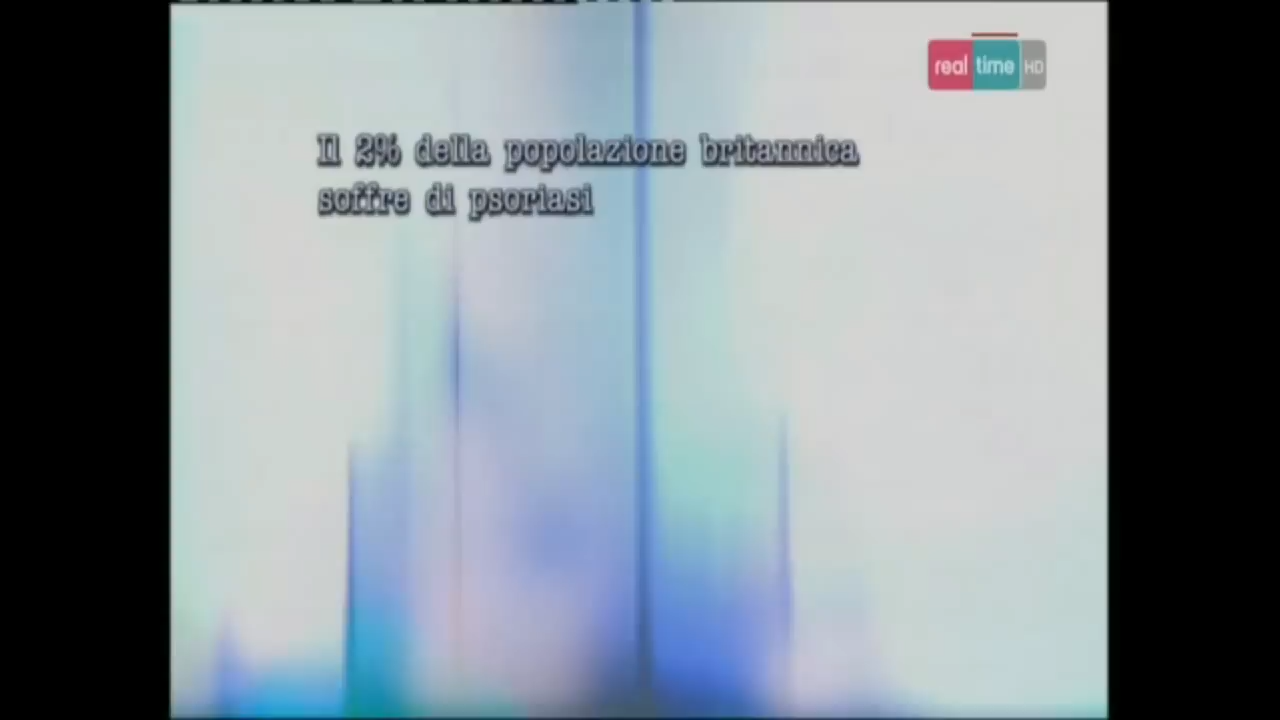 real time HD
Il 2% della popolazione britannica
soffre di psoriasi